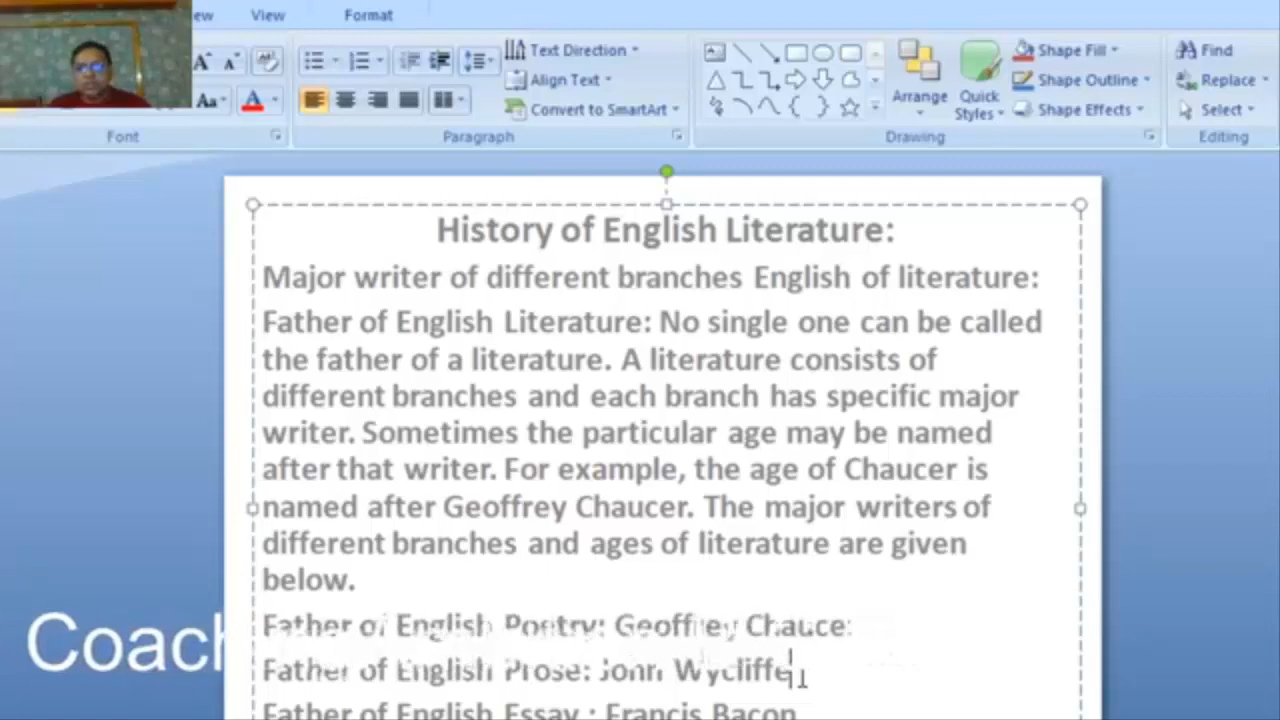 ew View Format
Text Direction
Find
Align Text
Arrange Quick Styles
Shape Fill
Shape Outline
Replace
Aa A
Convert to SmartArt
Shape Effects
Select
Font Paragraph Drawing Editing
History of English Literature:
Major writer of different branches English of literature:
Father of English Literature: No single one can be called
the father of a literature. A literature consists of
different branches and each branch has specific major
writer. Sometimes the particular age may be named
after that writer. For example, the age of Chaucer is
named after Geoffrey Chaucer. The major writers of
different branches and ages of literature are given
below.
Father of English Poetry: Geoffrey Chaucer
Coach
Father of English Prose: John Wycliffe
Father of English Essay : Francis Bacon